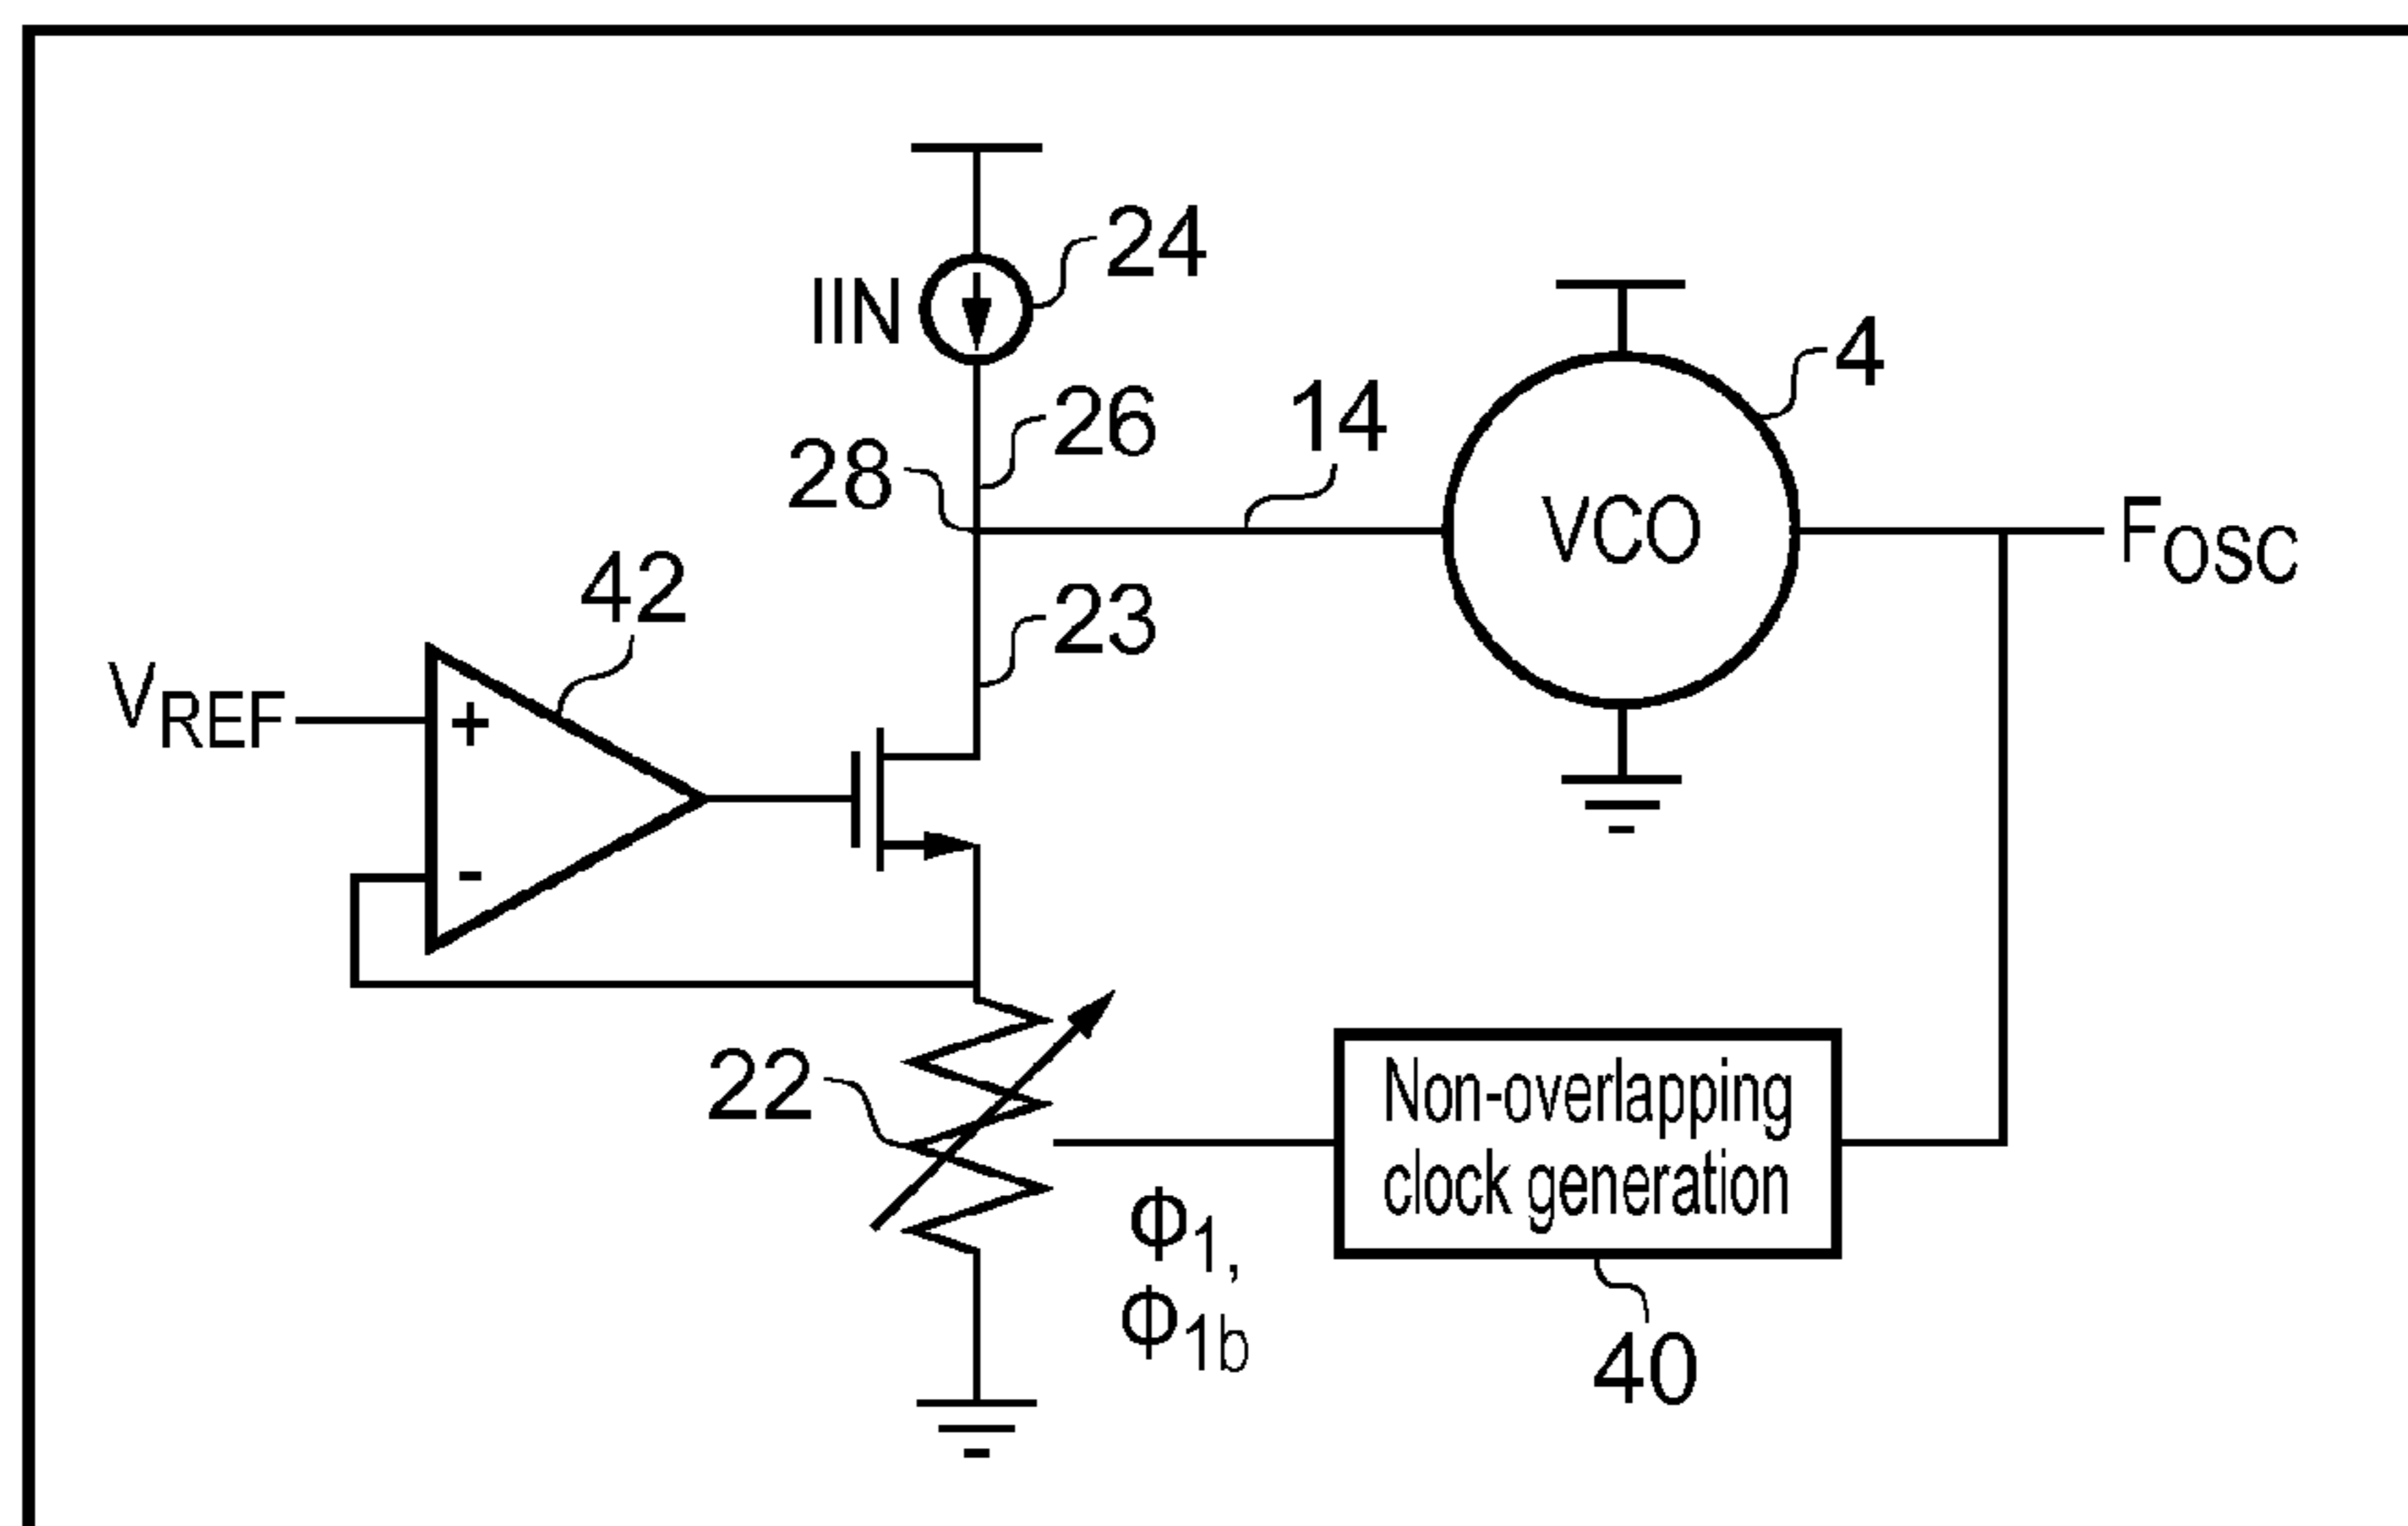 24
IIN
4
26
14
28
VCO
FOSC
42
23
VREF
+
-
22
Non-overlapping
clock generation
Φ1,
Φ1b
40